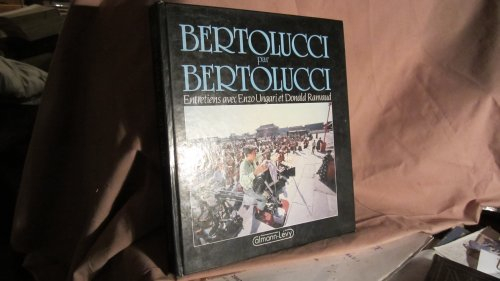 BERTOLUCCI
par
BERTOLUCCI
Entretiens avec Enzo Ungari et Donald Ranvaud
calmann-Lévy